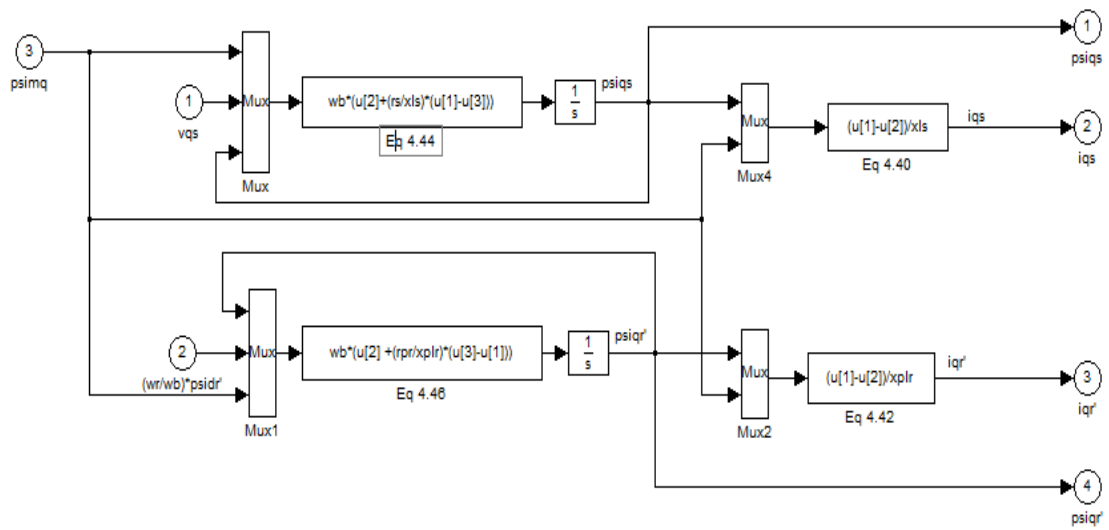 3
psimq
1
vqs
Mux
Mux
wb*(u[2]+(rs/xls)*(u[1]-u[3]))
Eq 4.44
1
s
psiqs
Mux
Mux4
(u[1]-u[2])/xls
Eq 4.40
iqs
1
psiqs
2
iqs
2
(wr/wb)*psidr'
Mux
Mux1
wb*(u[2] +(rpr/xplr)*(u[3]-u[1]))
Eq 4.46
1
s
psiqr'
Mux
Mux2
(u[1]-u[2])/xplr
Eq 4.42
iqr'
3
iqr'
4
psiqr'